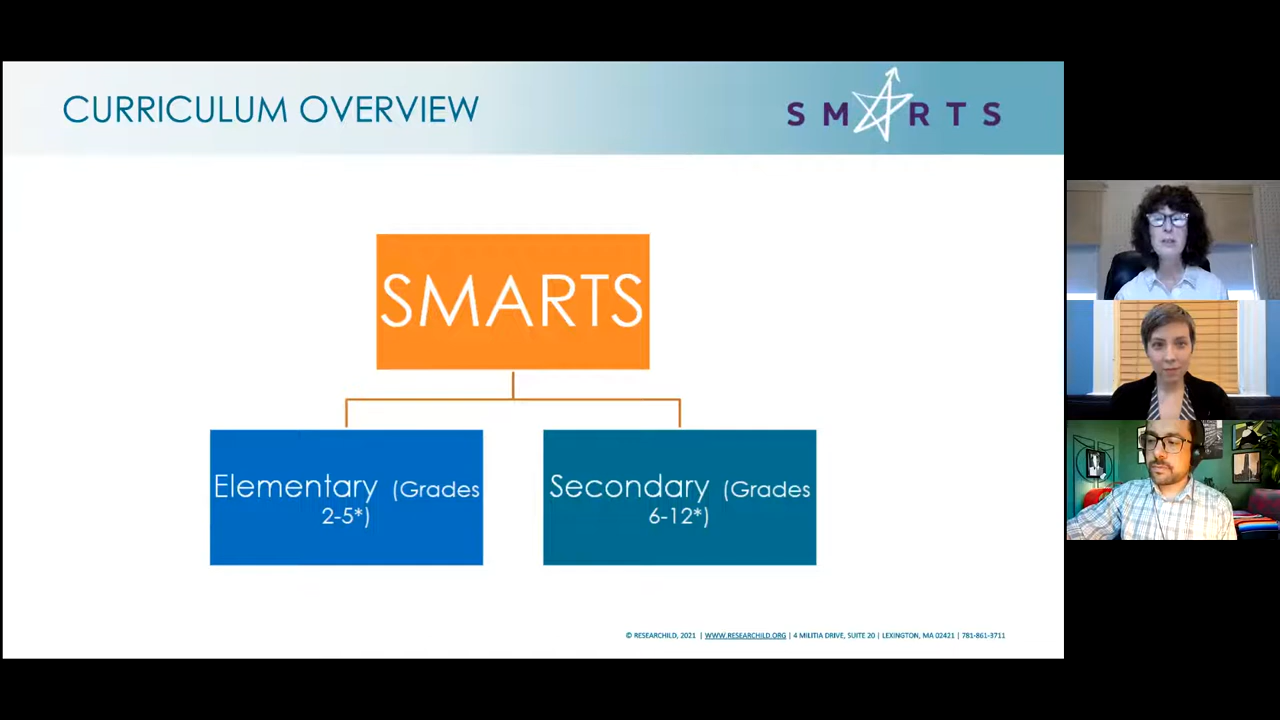 CURRICULUM OVERVIEW
SMARTS
SMARTS
Elementary (Grades
2-5*)
Secondary (Grades
6-12*)
© RESEARCHILD, 2021 | WWW.RESEARCHILD.ORG | 4 MILITIA DRIVE, SUITE 20 | LEXINGTON, MA 02421 | 781-861-3711